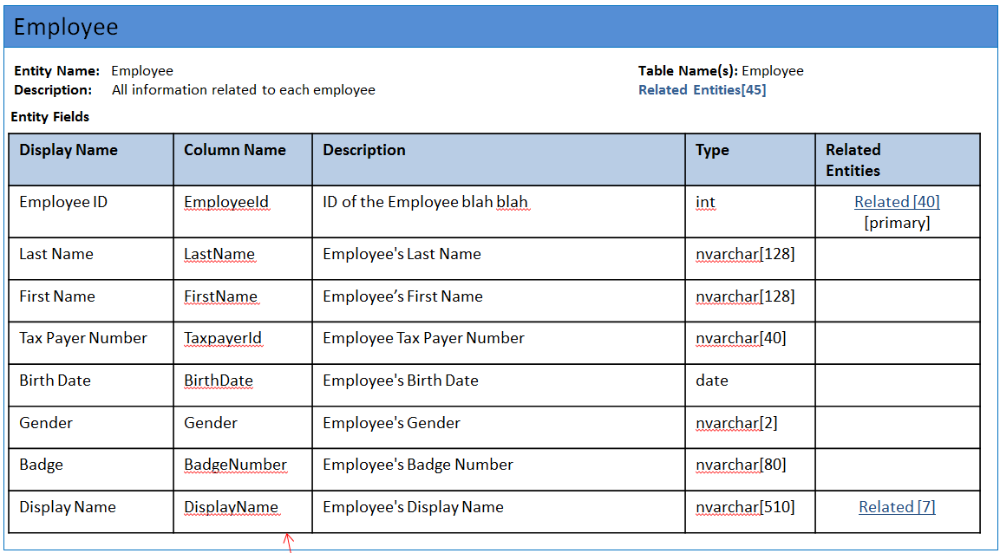 Employee
Entity Name: Employee Table Name(s): Employee
Description: All information related to each employee Related Entities[45]
Entity Fields
Display Name Column Name Description Type Related
Entities
Employee ID EmployeeId ID of the Employee blah blah int Related [40]
[primary]
Last Name LastName Employee's Last Name nvarchar[128]
First Name FirstName Employee’s First Name nvarchar[128]
Tax Payer Number TaxpayerId Employee Tax Payer Number nvarchar[40]
Birth Date BirthDate Employee's Birth Date date
Gender Gender Employee's Gender nvarchar[2]
Badge BadgeNumber Employee's Badge Number nvarchar[80]
Display Name DisplayName Employee's Display Name nvarchar[510] Related [7]